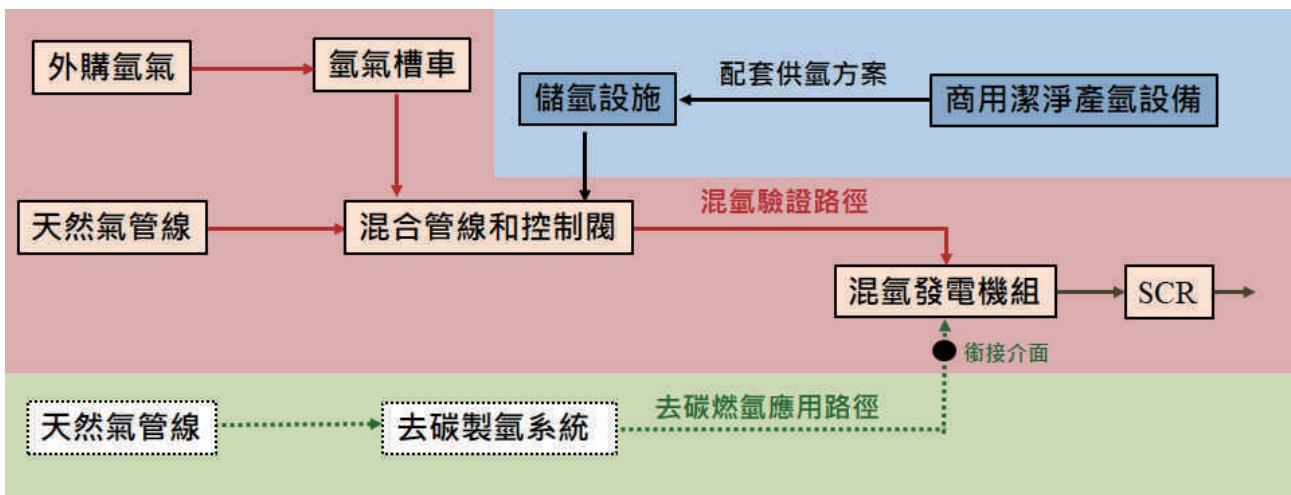 外購氫氣
氫氣槽車
儲氫設施
配套供氫方案
商用潔淨產氫設備
天然氣管線
混合管線和控制閥
混氫驗證路徑
混氫發電機組
SCR
銜接介面
天然氣管線
去碳製氫系統
去碳燃氫應用路徑